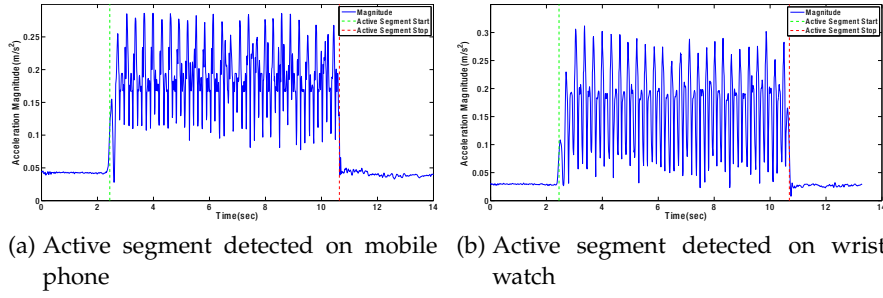 Magnitude
Active Segment Start
Active Segment Stop
0.25
0.2
0.15
0.1
0.05
0
Acceleration Magnitude (m/s²)
0 2 4 6 8 10 12 14
Time(sec)
Magnitude
Active Segment Start
Active Segment Stop
0.3
0.25
0.2
0.15
0.1
0.05
0
Acceleration Magnitude(m/s²)
0 2 4 6 8 10 12 14
Time(sec)
(a) Active segment detected on mobile
phone
(b) Active segment detected on wrist
watch